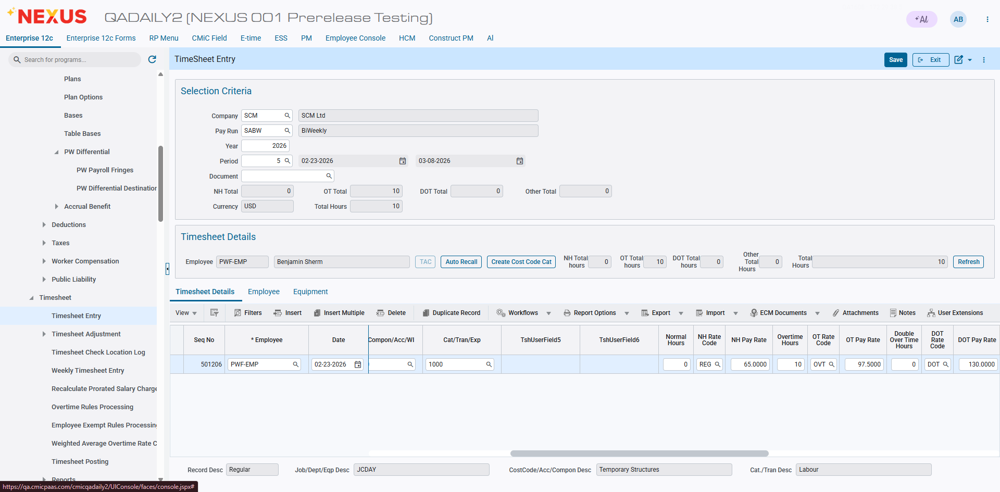 NEXUS
QADAILY2 (NEXUS 001 Prerelease Testing)
AI
AB
Enterprise 12c Enterprise 12c Forms RP Menu CMiC Field E-time ESS PM Employee Console HCM Construct PM AI
Search for programs...
Plans
Plan Options
Bases
Table Bases
PW Differential
PW Payroll Fringes
PW Differential Destination
Accrual Benefit
Deductions
Taxes
Worker Compensation
Public Liability
Timesheet
Timesheet Entry
Timesheet Adjustment
Timesheet Check Location Log
Weekly Timesheet Entry
Recalculate Prorated Salary Charge
Overtime Rules Processing
Employee Exempt Rules Processing
Weighted Average Overtime Rate C
Timesheet Posting
Reports
https://qa.cmicpaas.com/cmicqadaily2/UIConsole/faces/console.jspx#
TimeSheet Entry
Save Exit
Selection Criteria
Company SCM SCM Ltd
Pay Run SABW BiWeekly
Year 2026
Period 5 02-23-2026 03-08-2026
Document
NH Total 0 OT Total 10 DOT Total 0 Other Total 0
Currency USD Total Hours 10
Timesheet Details
Employee PWF-EMP Benjamin Sherm TAC Auto Recall Create Cost Code Cat NH Total hours 0 OT Total hours 10 DOT Total hours 0 Other Total Hours 0 Total Hours 10 Refresh
Timesheet Details Employee Equipment
View Filters Insert Insert Multiple Delete Duplicate Record Workflows Report Options Export Import ECM Documents Attachments Notes User Extensions
Seq No * Employee Date Compon/Acc/WI Cat/Tran/Exp TshUserField5 TshUserField6 Normal Hours NH Rate Code NH Pay Rate Overtime Hours OT Rate Code OT Pay Rate Double Over Time Hours DOT Rate Code DOT Pay Rate
501206 PWF-EMP 02-23-2026 1000 0 REG 65.0000 10 OVT 97.5000 0 DOT 130.0000
Record Desc Regular Job/Dept/Eqp Desc JCDAY CostCode/Acc/Compon Desc Temporary Structures Cat./Tran Desc Labour